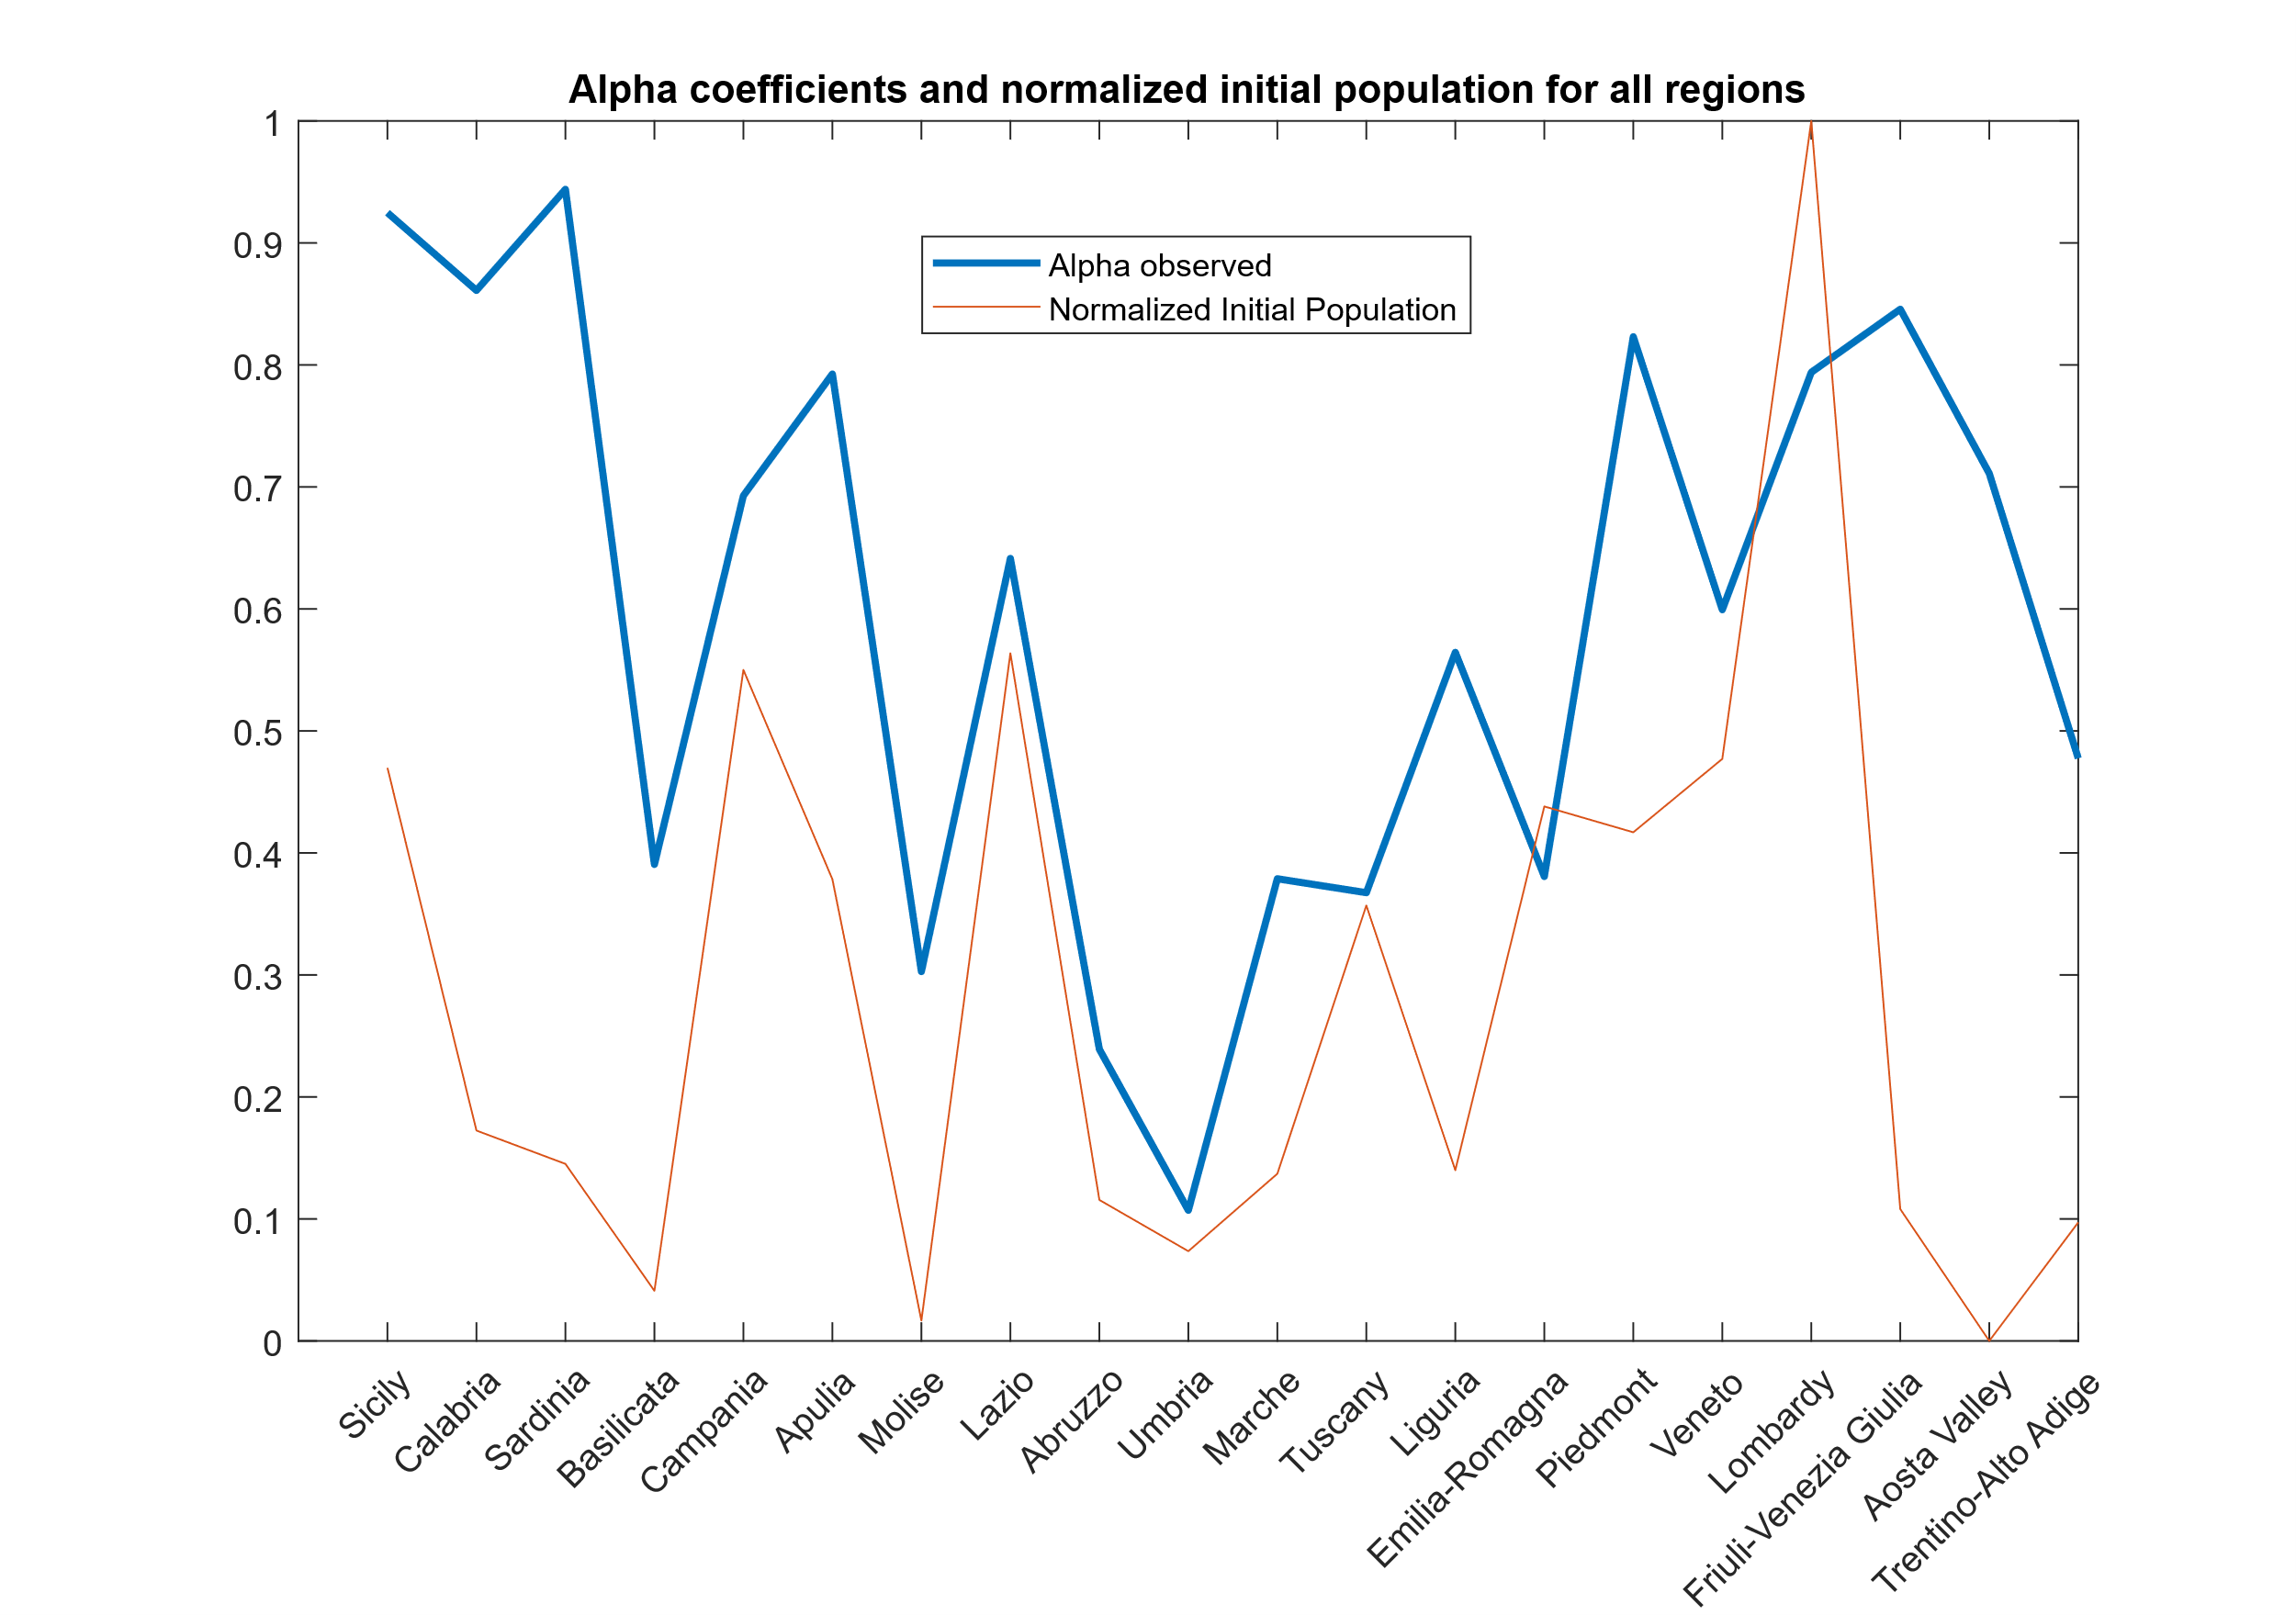 Alpha coefficients and normalized initial population for all regions
1
0.9
0.8
0.7
0.6
0.5
0.4
0.3
0.2
0.1
0
Alpha observed
Normalized Initial Population
Sicily
Calabria
Sardinia
Basilicata
Campania
Apulia
Molise
Lazio
Abruzzo
Umbria
Marche
Tuscany
Liguria
Emilia-Romagna
Piedmont
Veneto
Lombardy
Friuli-Venezia Giulia
Aosta Valley
Trentino-Alto Adige